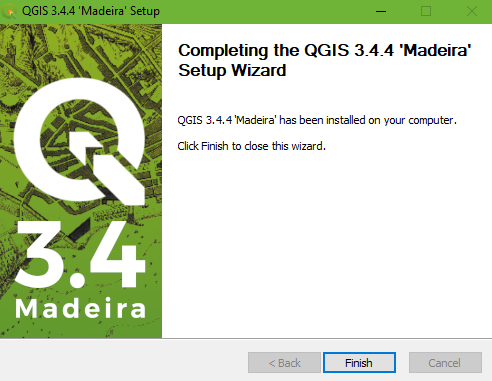 QGIS 3.4.4 'Madeira' Setup
Completing the QGIS 3.4.4 'Madeira'
Setup Wizard
QGIS 3.4.4 'Madeira' has been installed on your computer.
Click Finish to close this wizard.
3.4
Madeira
< Back
Finish
Cancel